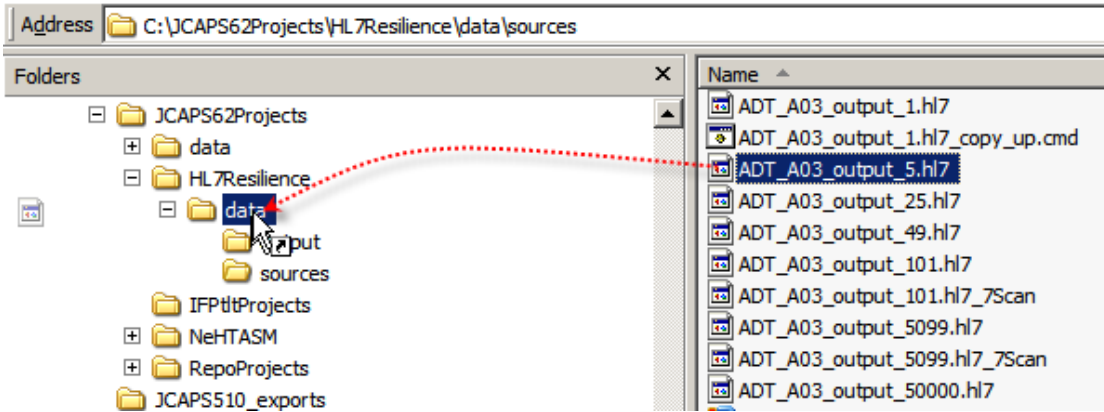 Address C:\JCAPS62Projects\HL7Resilience\data\sources
Folders
JCAPS62Projects
data
HL7Resilience
data
sources
IFPtltProjects
NeHTASM
RepoProjects
JCAPS510_exports
Name
ADT_A03_output_1.hl7
ADT_A03_output_1.hl7_copy_up.cmd
ADT_A03_output_5.hl7
ADT_A03_output_25.hl7
ADT_A03_output_49.hl7
ADT_A03_output_101.hl7
ADT_A03_output_101.hl7_7Scan
ADT_A03_output_5099.hl7
ADT_A03_output_5099.hl7_7Scan
ADT_A03_output_50000.hl7